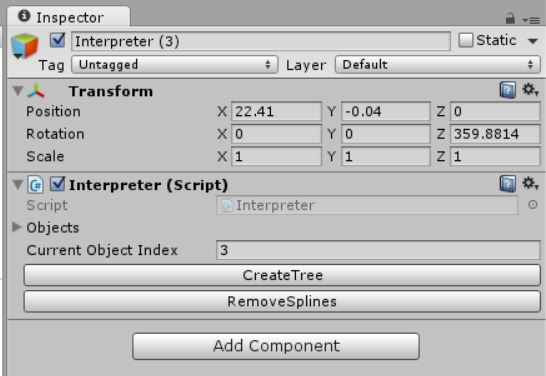 Inspector
Interpreter (3) Static
Tag Untagged Layer Default
Transform
Position X 22.41 Y -0.04 Z 0
Rotation X 0 Y 0 Z 359.8814
Scale X 1 Y 1 Z 1
Interpreter (Script)
Script Interpreter
Objects
Current Object Index 3
CreateTree
RemoveSplines
Add Component